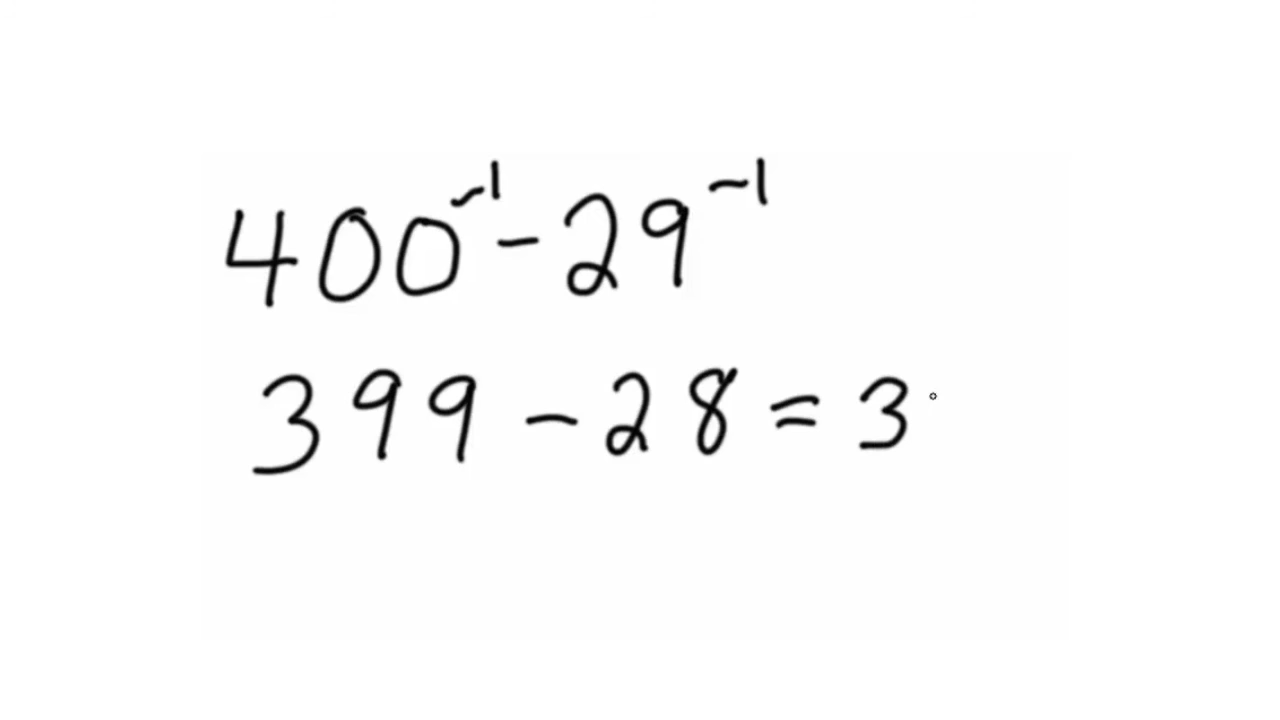 400⁻¹ - 29⁻¹
399 - 28 = 3